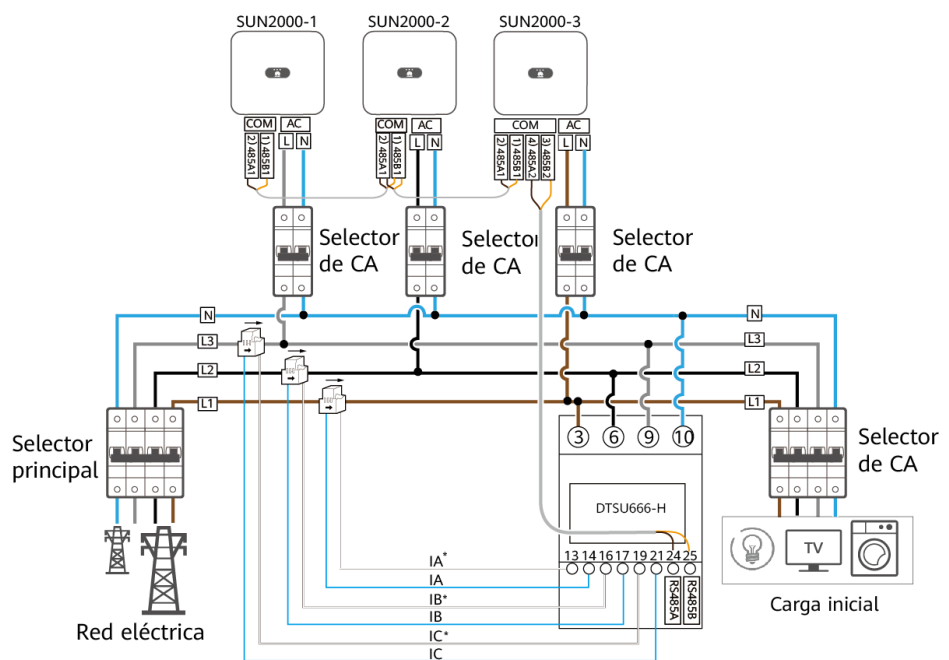 SUN2000-1
SUN2000-2
SUN2000-3
COM
AC
COM
AC
COM
AC
2) 485A1
1) 485B1
L
N
2) 485A1
1) 485B1
L
N
2) 485A1
1) 485B1
4) 485A2
3) 485B2
L
N
Selector
de CA
Selector
de CA
Selector
de CA
N
N
L3
L3
L2
L2
L1
L1
Selector
principal
3
6
9
10
Selector
de CA
DTSU666-H
TV
13
14
16
17
19
21
24
25
RS485A
RS485B
IA*
IA
IB*
IB
IC*
IC
Red eléctrica
Carga inicial